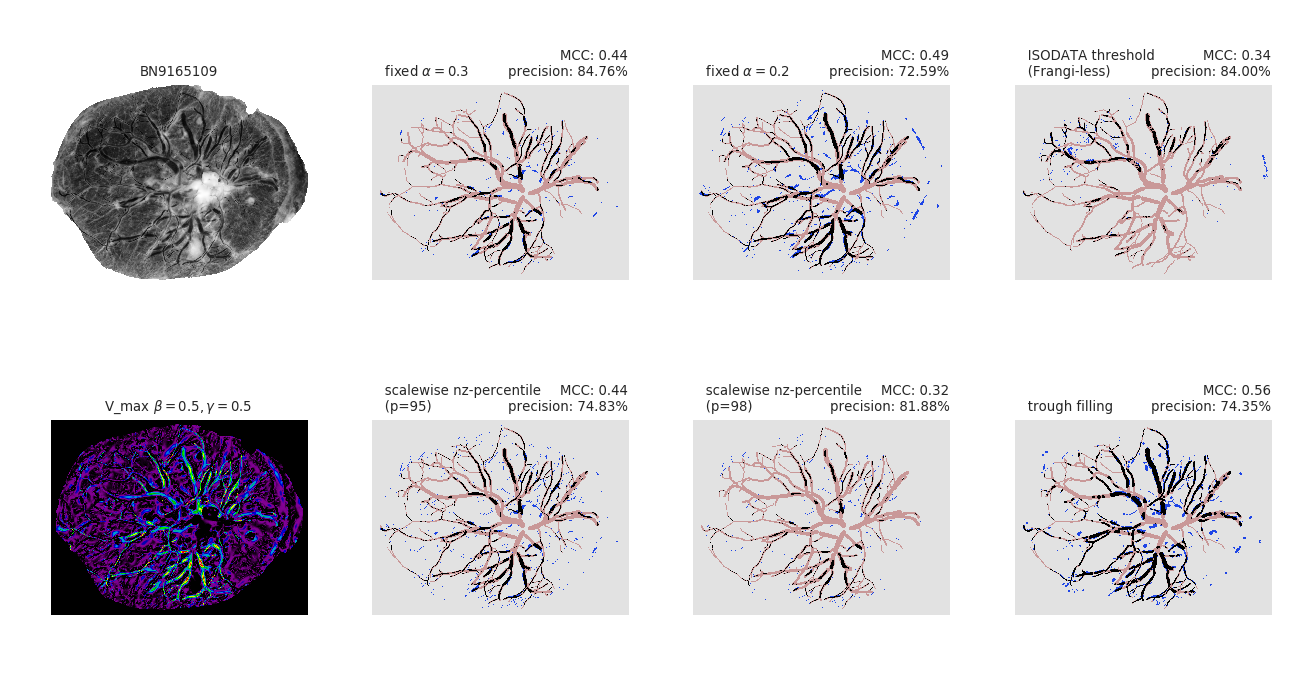 BN9165109
MCC: 0.44
fixed α = 0.3 precision: 84.76%
MCC: 0.49
fixed α = 0.2 precision: 72.59%
ISODATA threshold MCC: 0.34
(Frangi-less) precision: 84.00%
V_max β = 0.5, γ = 0.5
scalewise nz-percentile MCC: 0.44
(p=95) precision: 74.83%
scalewise nz-percentile MCC: 0.32
(p=98) precision: 81.88%
MCC: 0.56
trough filling precision: 74.35%